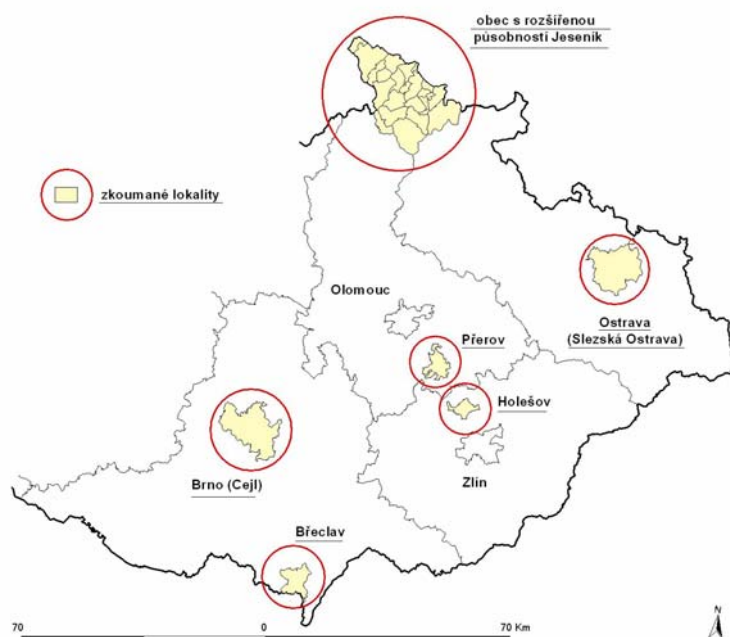 obec s rozšířenou
působností Jeseník
zkoumané lokality
Olomouc
Přerov
Ostrava
(Slezská Ostrava)
Holešov
Brno (Cejl)
Zlín
Břeclav
70 0 70 Km
N